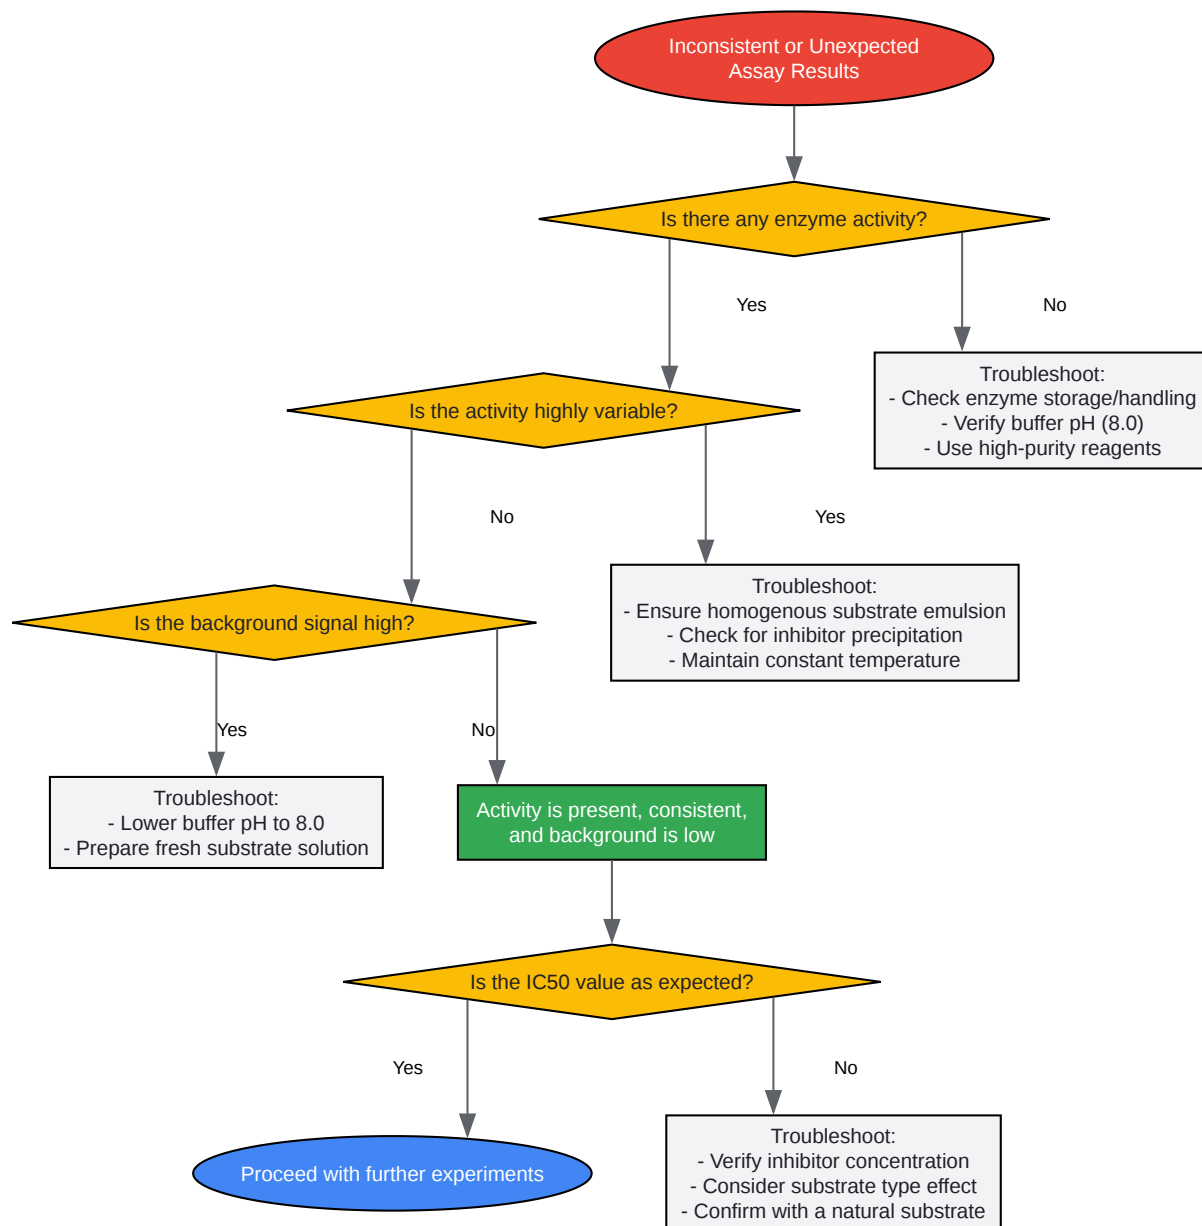 Inconsistent or Unexpected
Assay Results
Is there any enzyme activity?
Yes
No
Troubleshoot:
- Check enzyme storage/handling
- Verify buffer pH (8.0)
- Use high-purity reagents
Is the activity highly variable?
No
Yes
Troubleshoot:
- Ensure homogenous substrate emulsion
- Check for inhibitor precipitation
- Maintain constant temperature
Is the background signal high?
Yes
No
Troubleshoot:
- Lower buffer pH to 8.0
- Prepare fresh substrate solution
Activity is present, consistent,
and background is low
Is the IC50 value as expected?
Yes
No
Proceed with further experiments
Troubleshoot:
- Verify inhibitor concentration
- Consider substrate type effect
- Confirm with a natural substrate